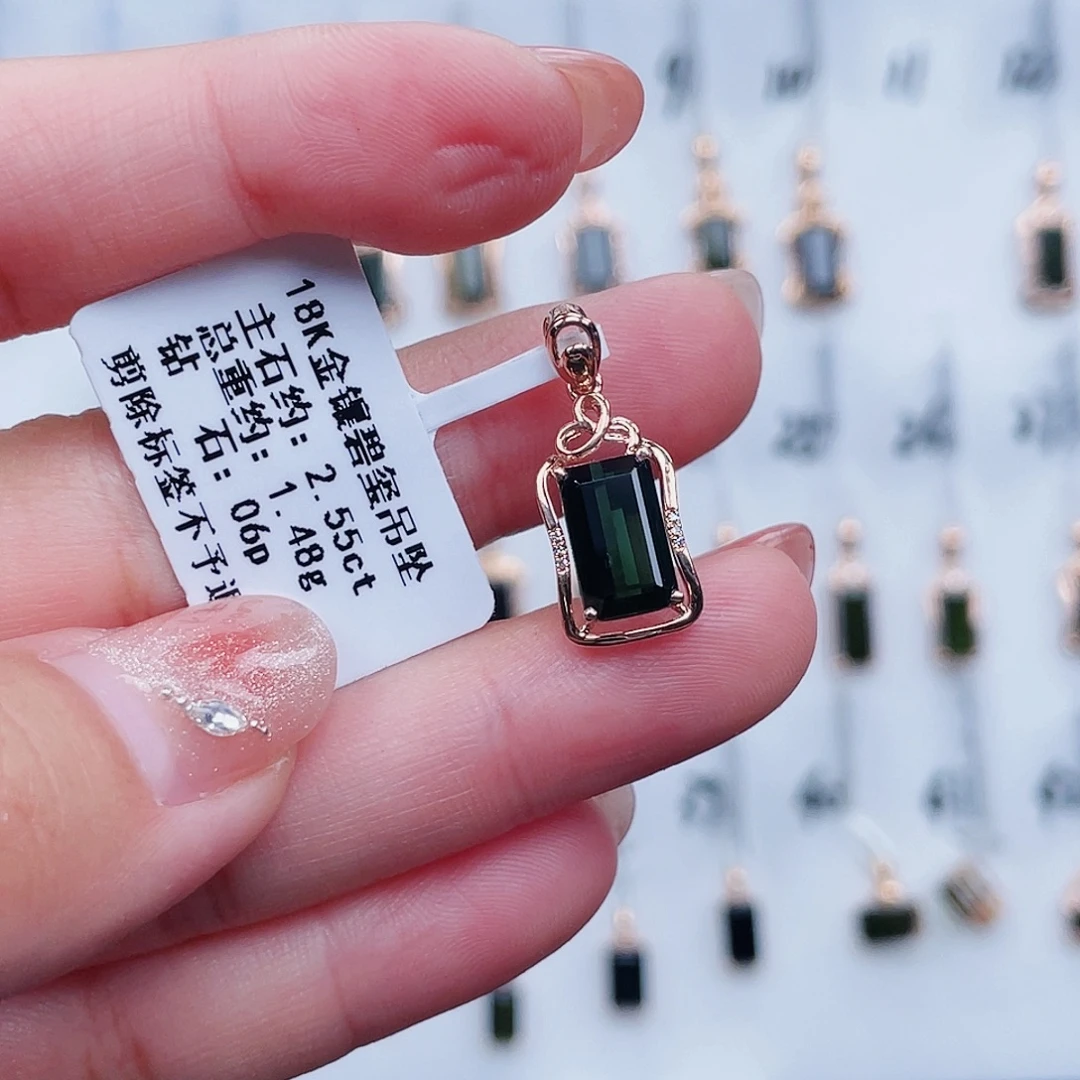 18K金镶碧玺吊坠
主石约: 2.55ct
总重约: 1.48g
钻 石: 06p
剪除标签不予退